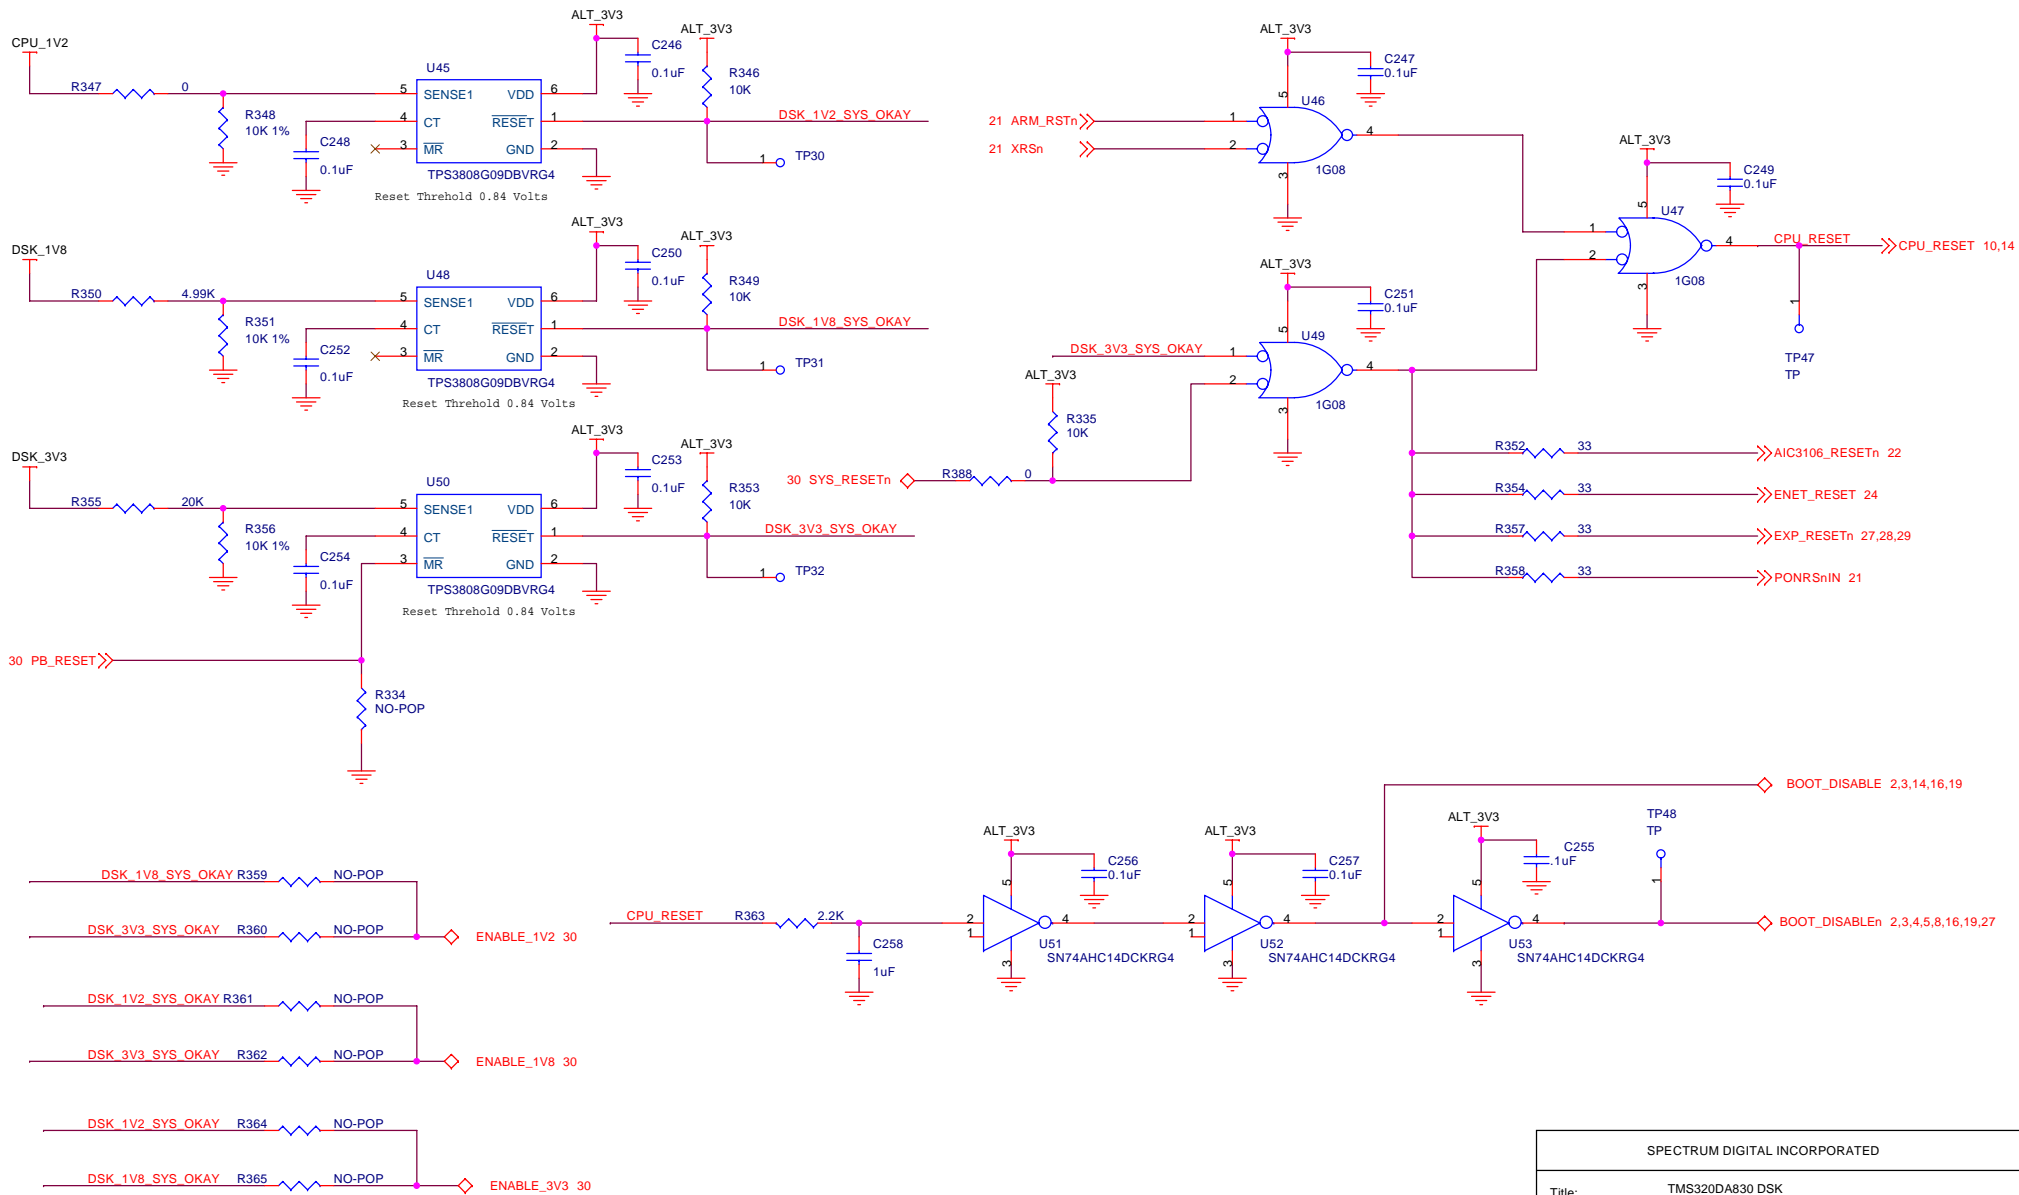 CPU_1V2
R347 0
R348
10K 1%
C248
0.1uF
U45
5 SENSE1 VDD 6
4 CT RESET 1
3 MR GND 2
TPS3808G09DBVRG4
Reset Threhold 0.84 Volts
ALT_3V3
C246
0.1uF
ALT_3V3
R346
10K
DSK_1V2_SYS_OKAY
1 TP30
DSK_1V8
R350 4.99K
R351
10K 1%
C252
0.1uF
U48
5 SENSE1 VDD 6
4 CT RESET 1
3 MR GND 2
TPS3808G09DBVRG4
Reset Threhold 0.84 Volts
ALT_3V3
C250
0.1uF
ALT_3V3
R349
10K
DSK_1V8_SYS_OKAY
1 TP31
DSK_3V3
R355 20K
R356
10K 1%
C254
0.1uF
U50
5 SENSE1 VDD 6
4 CT RESET 1
3 MR GND 2
TPS3808G09DBVRG4
Reset Threhold 0.84 Volts
ALT_3V3
C253
0.1uF
ALT_3V3
R353
10K
DSK_3V3_SYS_OKAY
1 TP32
30 PB_RESET
R334
NO-POP
ALT_3V3
C247
0.1uF
5
U46
21 ARM_RSTn 1
21 XRSn 2
4
3
1G08
ALT_3V3
C249
0.1uF
5
U47
1
2
4
3
1G08
CPU_RESET
CPU_RESET 10,14
1
TP47
TP
ALT_3V3
C251
0.1uF
5
U49
DSK_3V3_SYS_OKAY 1
2
4
3
1G08
ALT_3V3
R335
10K
30 SYS_RESETn R388 0
R352 33 AIC3106_RESETn 22
R354 33 ENET_RESET 24
R357 33 EXP_RESETn 27,28,29
R358 33 PONRSnIN 21
BOOT_DISABLE 2,3,14,16,19
DSK_1V8_SYS_OKAY R359 NO-POP
DSK_3V3_SYS_OKAY R360 NO-POP
ENABLE_1V2 30
DSK_1V2_SYS_OKAY R361 NO-POP
DSK_3V3_SYS_OKAY R362 NO-POP
ENABLE_1V8 30
DSK_1V2_SYS_OKAY R364 NO-POP
DSK_1V8_SYS_OKAY R365 NO-POP
ENABLE_3V3 30
CPU_RESET R363 2.2K
C258
1uF
ALT_3V3
C256
0.1uF
5
2
1
4
3
U51
SN74AHC14DCKRG4
ALT_3V3
C257
0.1uF
5
2
1
4
3
U52
SN74AHC14DCKRG4
ALT_3V3
C255
.1uF
5
2
1
4
3
U53
SN74AHC14DCKRG4
TP48
TP
1
BOOT_DISABLEn 2,3,4,5,8,16,19,27
SPECTRUM DIGITAL INCORPORATED
Title: TMS320DA830 DSK